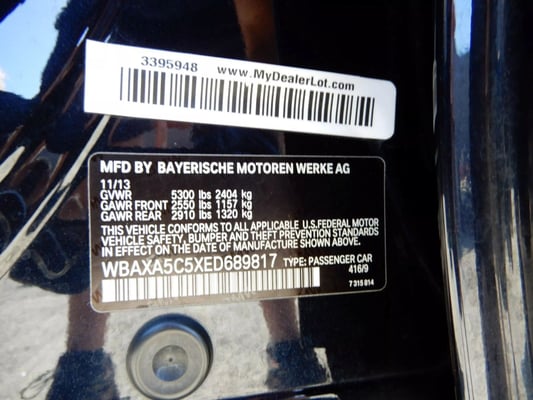 3395948 www.MyDealerLot.com
MFD BY BAYERISCHE MOTOREN WERKE AG
11/13
GVWR 5300 lbs 2404 kg
GAWR FRONT 2550 lbs 1157 kg
GAWR REAR 2910 lbs 1320 kg
THIS VEHICLE CONFORMS TO ALL APPLICABLE U.S.FEDERAL MOTOR
VEHICLE SAFETY, BUMPER AND THEFT PREVENTION STANDARDS
IN EFFECT ON THE DATE OF MANUFACTURE SHOWN ABOVE.
WBAXA5C5XED689817 TYPE: PASSENGER CAR
416/9
7 315 814